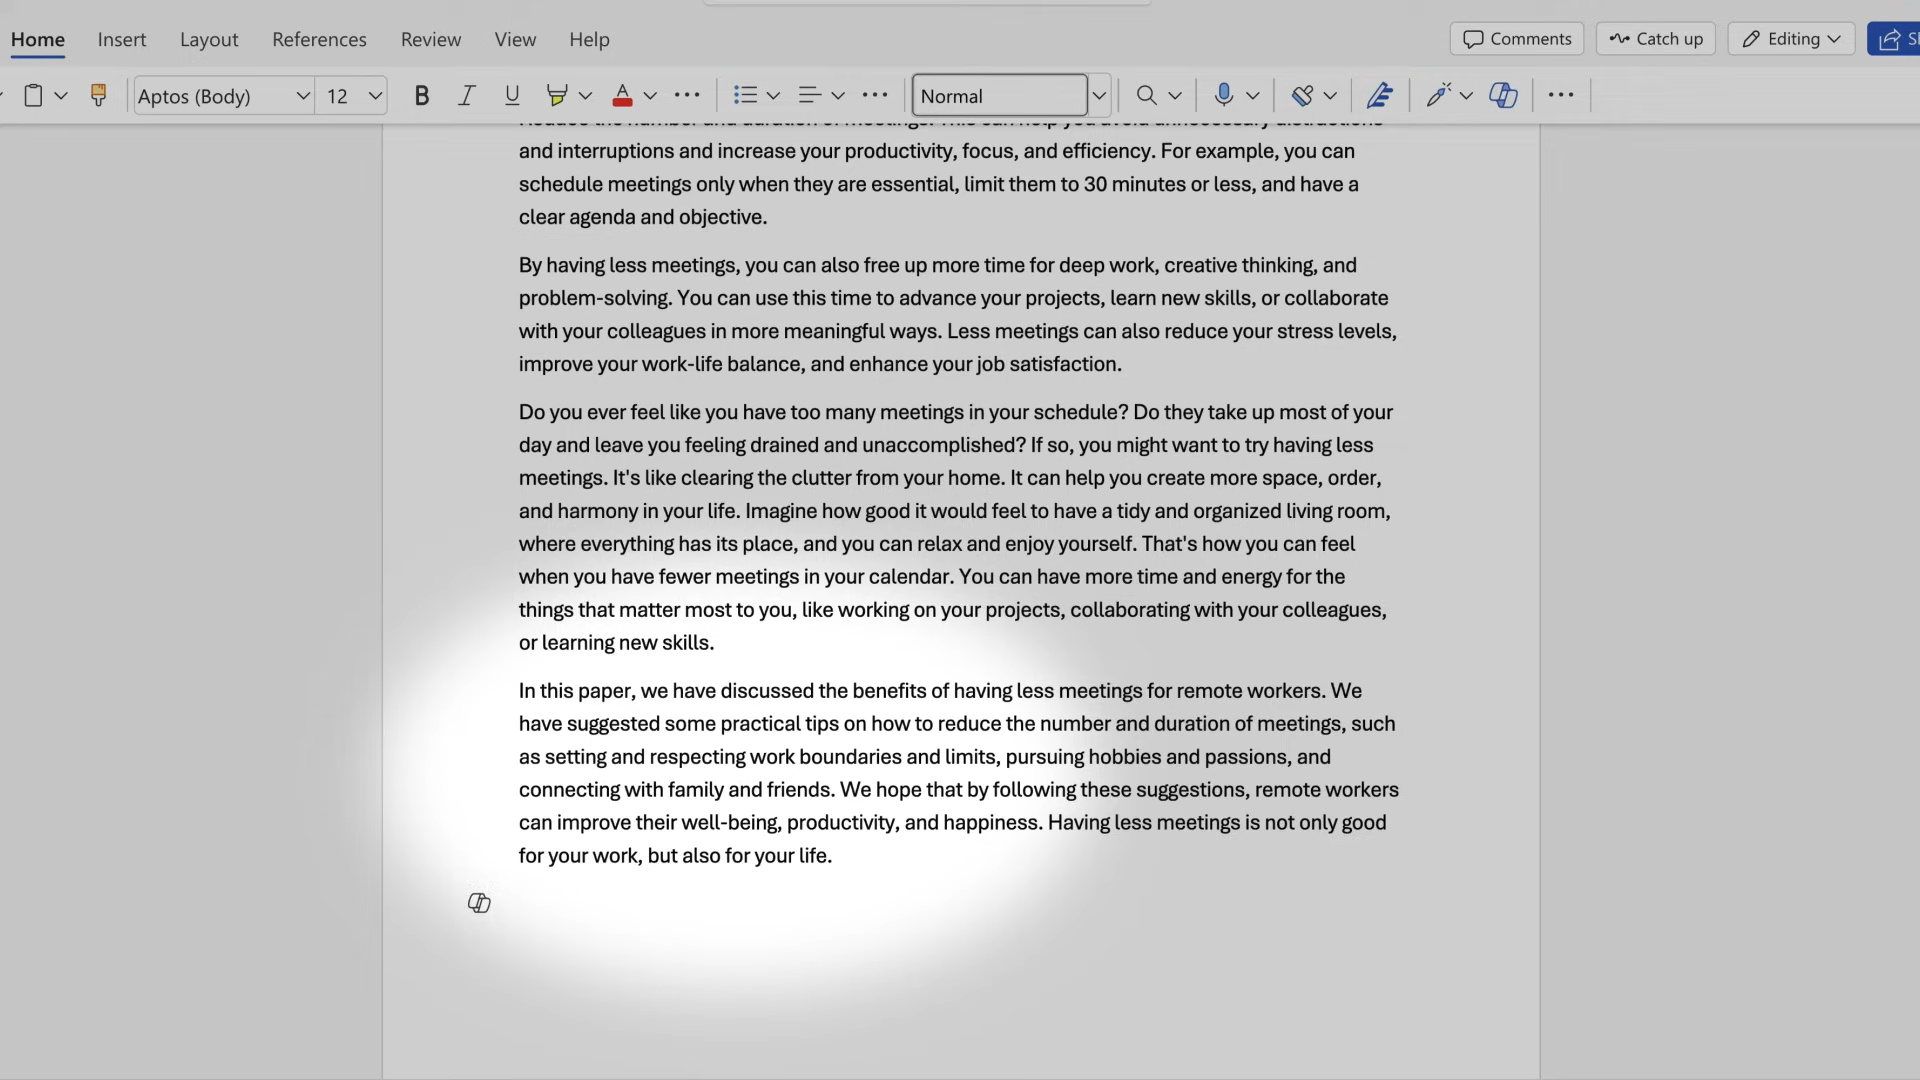 Home Insert Layout References Review View Help Comments Catch up Editing
Aptos (Body) 12 B I U A Normal
Reduce the number and duration of meetings. This can help you avoid unnecessary distractions
and interruptions and increase your productivity, focus, and efficiency. For example, you can
schedule meetings only when they are essential, limit them to 30 minutes or less, and have a
clear agenda and objective.
By having less meetings, you can also free up more time for deep work, creative thinking, and
problem-solving. You can use this time to advance your projects, learn new skills, or collaborate
with your colleagues in more meaningful ways. Less meetings can also reduce your stress levels,
improve your work-life balance, and enhance your job satisfaction.
Do you ever feel like you have too many meetings in your schedule? Do they take up most of your
day and leave you feeling drained and unaccomplished? If so, you might want to try having less
meetings. It's like clearing the clutter from your home. It can help you create more space, order,
and harmony in your life. Imagine how good it would feel to have a tidy and organized living room,
where everything has its place, and you can relax and enjoy yourself. That's how you can feel
when you have fewer meetings in your calendar. You can have more time and energy for the
things that matter most to you, like working on your projects, collaborating with your colleagues,
or learning new skills.
In this paper, we have discussed the benefits of having less meetings for remote workers. We
have suggested some practical tips on how to reduce the number and duration of meetings, such
as setting and respecting work boundaries and limits, pursuing hobbies and passions, and
connecting with family and friends. We hope that by following these suggestions, remote workers
can improve their well-being, productivity, and happiness. Having less meetings is not only good
for your work, but also for your life.